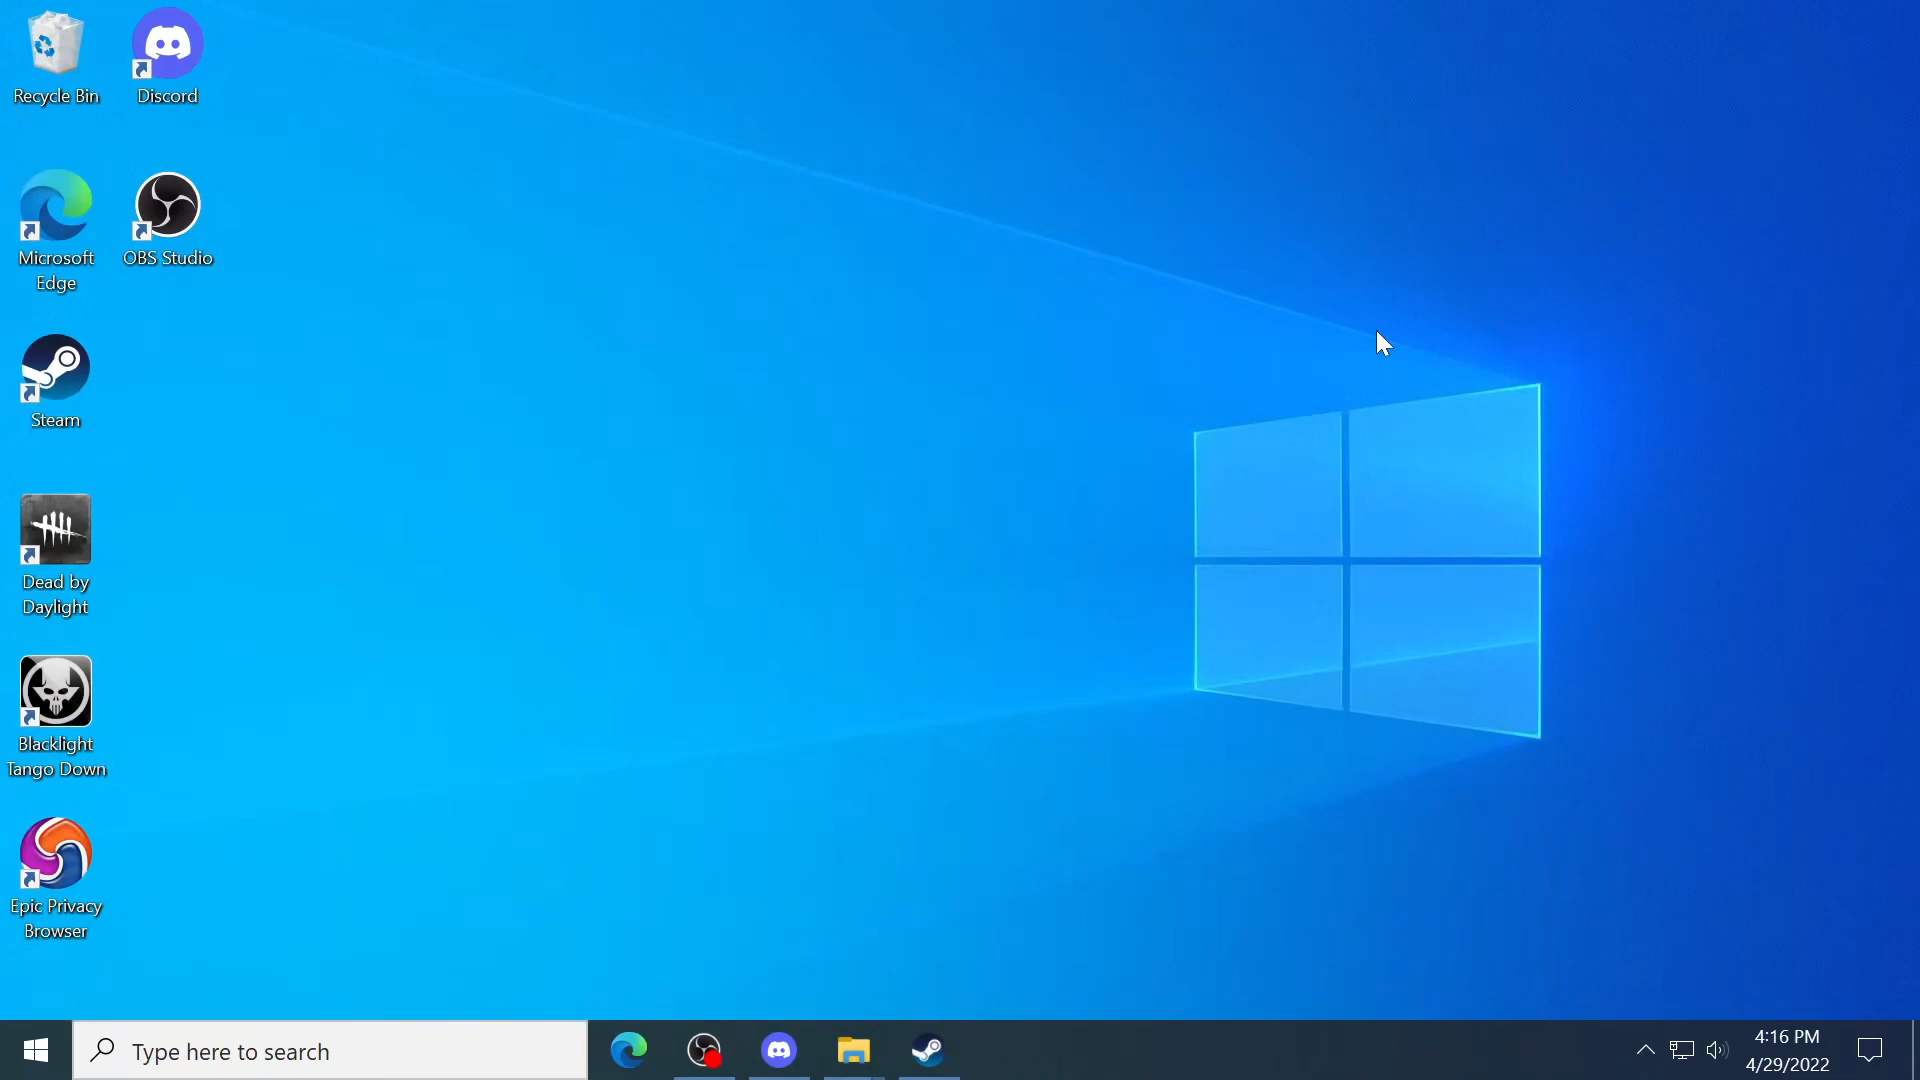 Recycle Bin
Discord
Microsoft
Edge
OBS Studio
Steam
Dead by
Daylight
Blacklight
Tango Down
Epic Privacy
Browser
Type here to search
4:16 PM
4/29/2022